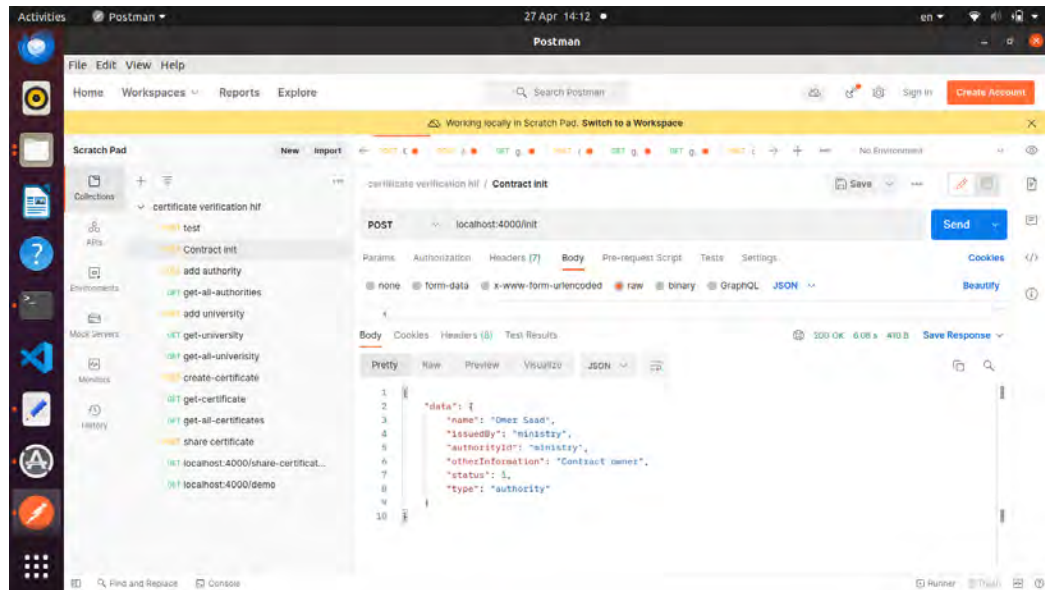 Activities Postman 27 Apr 14:12 en
Postman
File Edit View Help
Home Workspaces Reports Explore Search Postman Sign In Create Account
Working locally in Scratch Pad. Switch to a Workspace
Scratch Pad New Import No Environment
certificate verification hlf / Contract init Save
Collections
APIs
Environments
Mock Servers
Monitors
History
certificate verification hlf
test
Contract init
add authority
GET get-all-authorities
add university
GET get-university
GET get-all-univerisity
create-certificate
GET get-certificate
GET get-all-certificates
share certificate
GET localhost:4000/share-certificat...
GET localhost:4000/demo
POST localhost:4000/init Send
Params Authorization Headers (7) Body Pre-request Script Tests Settings Cookies
none form-data x-www-form-urlencoded raw binary GraphQL JSON Beautify
Body Cookies Headers (8) Test Results 200 OK 6.08 s 410 B Save Response
Pretty Raw Preview Visualize JSON
1 {
2 "data": {
3 "name": "Omer Saad",
4 "issuedBy": "ministry",
5 "authorityId": "ministry",
6 "otherInformation": "Contract owner",
7 "status": 1,
8 "type": "authority"
9 }
10 }
Find and Replace Console Runner Trash